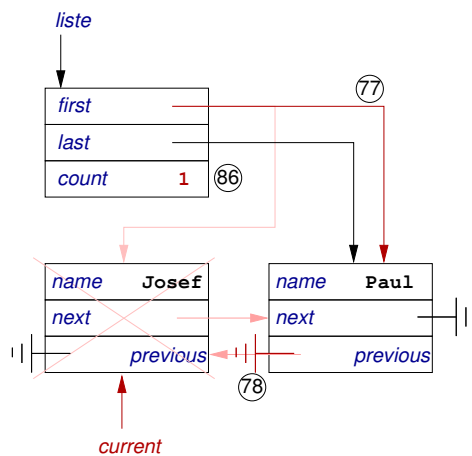 liste
77
first
last
count 1 86
name Josef name Paul
next next
previous previous
78
current